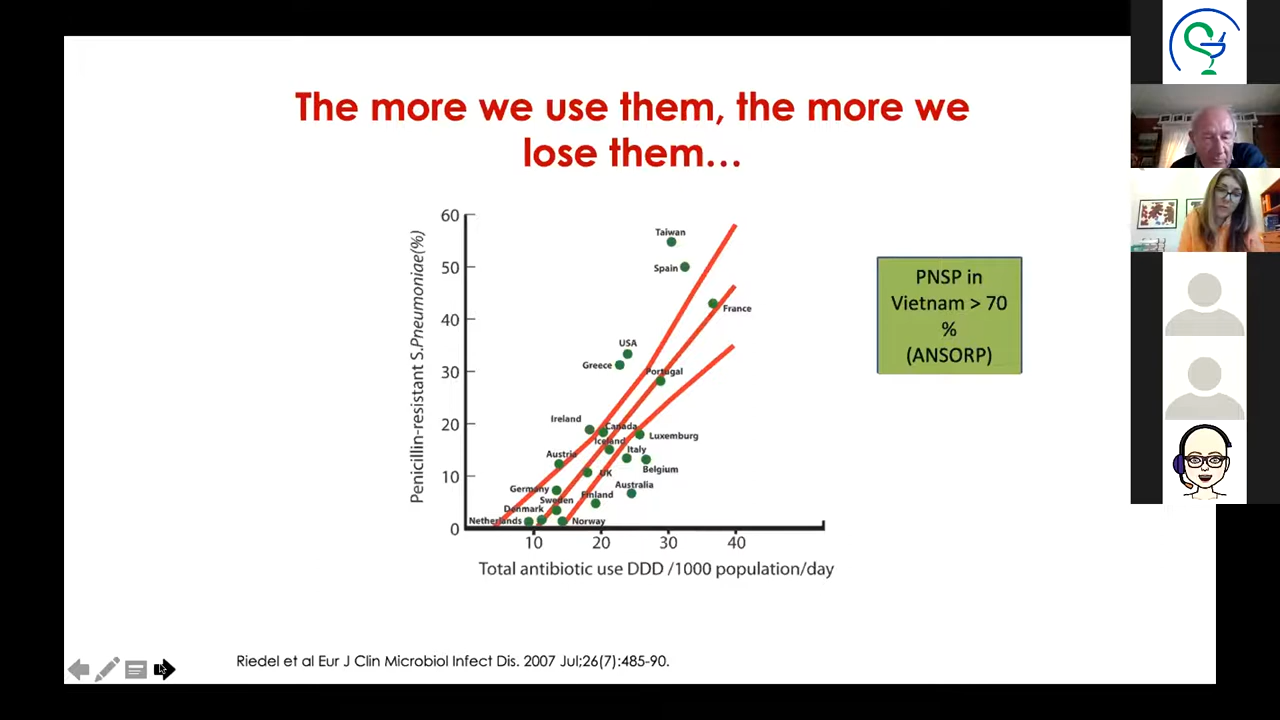 The more we use them, the more we
lose them...
60
50
40
30
20
10
0
Penicillin-resistant S.Pneumoniae(%)
Taiwan
Spain
France
USA
Greece
Portugal
Ireland
Canada
Iceland
Luxemburg
Austria
Italy
Belgium
UK
Australia
Germany
Finland
Sweden
Denmark
Netherlands
Norway
10 20 30 40
Total antibiotic use DDD /1000 population/day
PNSP in
Vietnam > 70
%
(ANSORP)
Riedel et al Eur J Clin Microbiol Infect Dis. 2007 Jul;26(7):485-90.